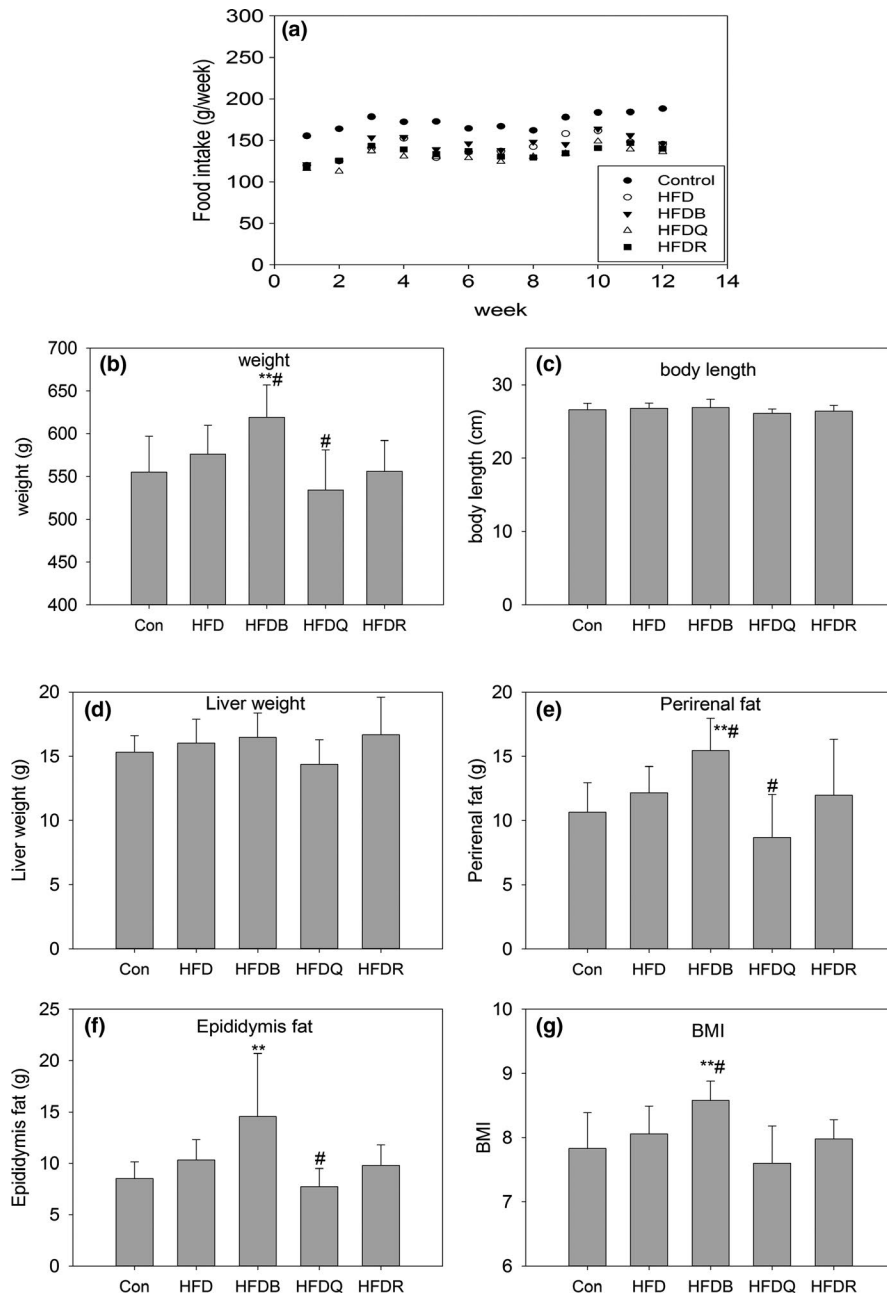 (a)
Food intake (g/week)
300
250
200
150
100
50
0
0 2 4 6 8 10 12 14
week
Control
HFD
HFDB
HFDQ
HFDR
(b)
weight
**#
#
weight (g)
700
650
600
550
500
450
400
Con HFD HFDB HFDQ HFDR
(c)
body length
body length (cm)
30
20
10
0
Con HFD HFDB HFDQ HFDR
(d)
Liver weight
Liver weight (g)
20
15
10
5
0
Con HFD HFDB HFDQ HFDR
(e)
Perirenal fat
**#
#
Perirenal fat (g)
20
15
10
5
0
Con HFD HFDB HFDQ HFDR
(f)
Epididymis fat
**
#
Epididymis fat (g)
25
20
15
10
5
0
Con HFD HFDB HFDQ HFDR
(g)
BMI
**#
BMI
10
9
8
7
6
Con HFD HFDB HFDQ HFDR